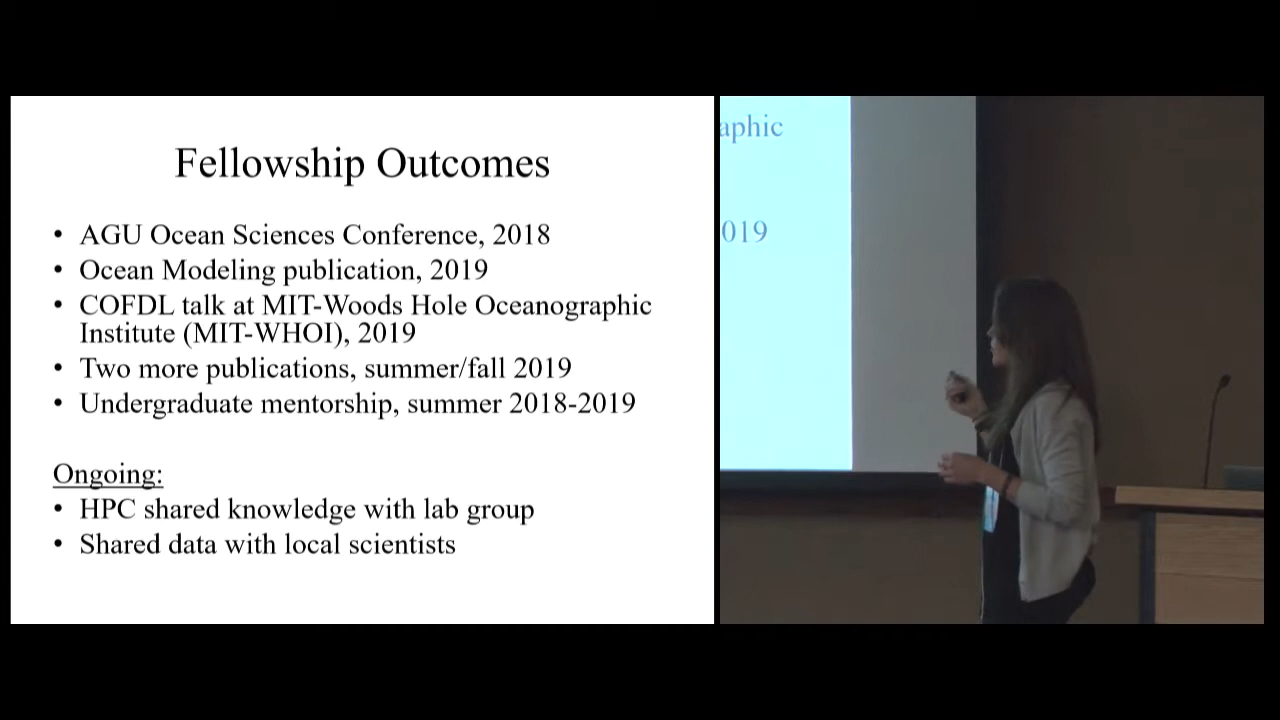 Fellowship Outcomes
• AGU Ocean Sciences Conference, 2018
• Ocean Modeling publication, 2019
• COFDL talk at MIT-Woods Hole Oceanographic
Institute (MIT-WHOI), 2019
• Two more publications, summer/fall 2019
• Undergraduate mentorship, summer 2018-2019
Ongoing:
• HPC shared knowledge with lab group
• Shared data with local scientists
aphic
019